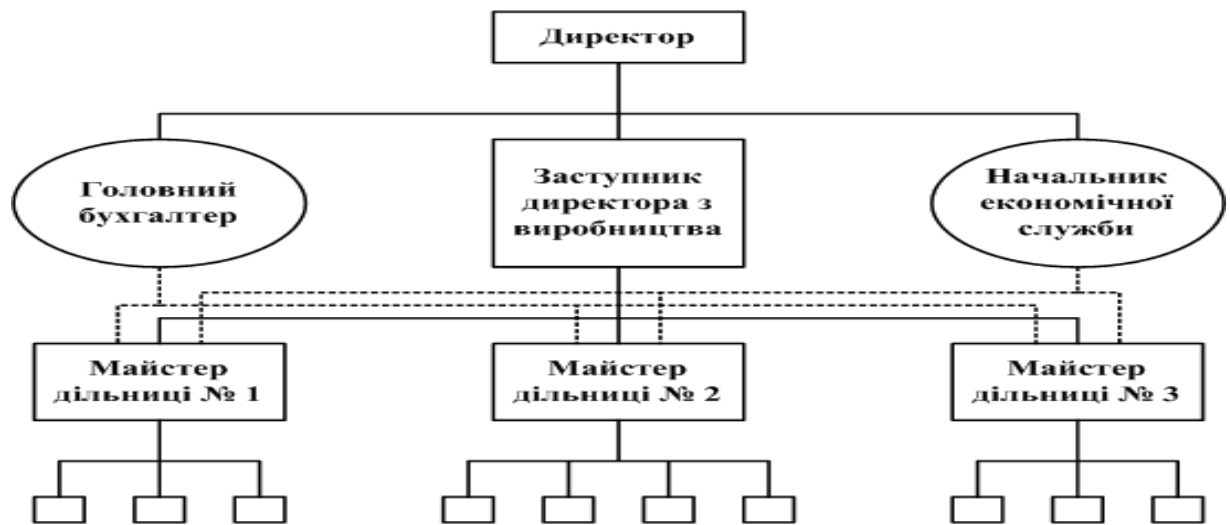 Директор
Головний
бухгалтер
Заступник
директора з
виробництва
Начальник
економічної
служби
Майстер
дільниці № 1
Майстер
дільниці № 2
Майстер
дільниці № 3